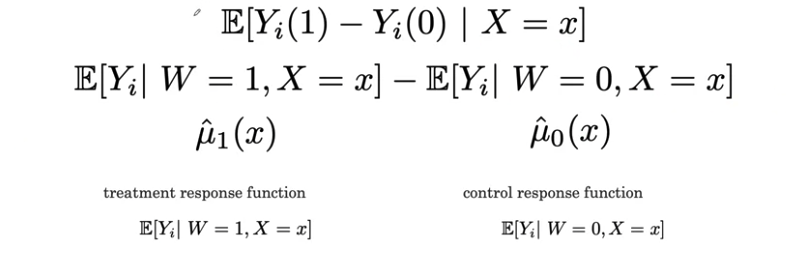 𝔼[Yᵢ(1) − Yᵢ(0) | X = x]
𝔼[Yᵢ| W = 1, X = x] − 𝔼[Yᵢ| W = 0, X = x]
μ̂₁(x) μ̂₀(x)
treatment response function control response function
𝔼[Yᵢ| W = 1, X = x] 𝔼[Yᵢ| W = 0, X = x]